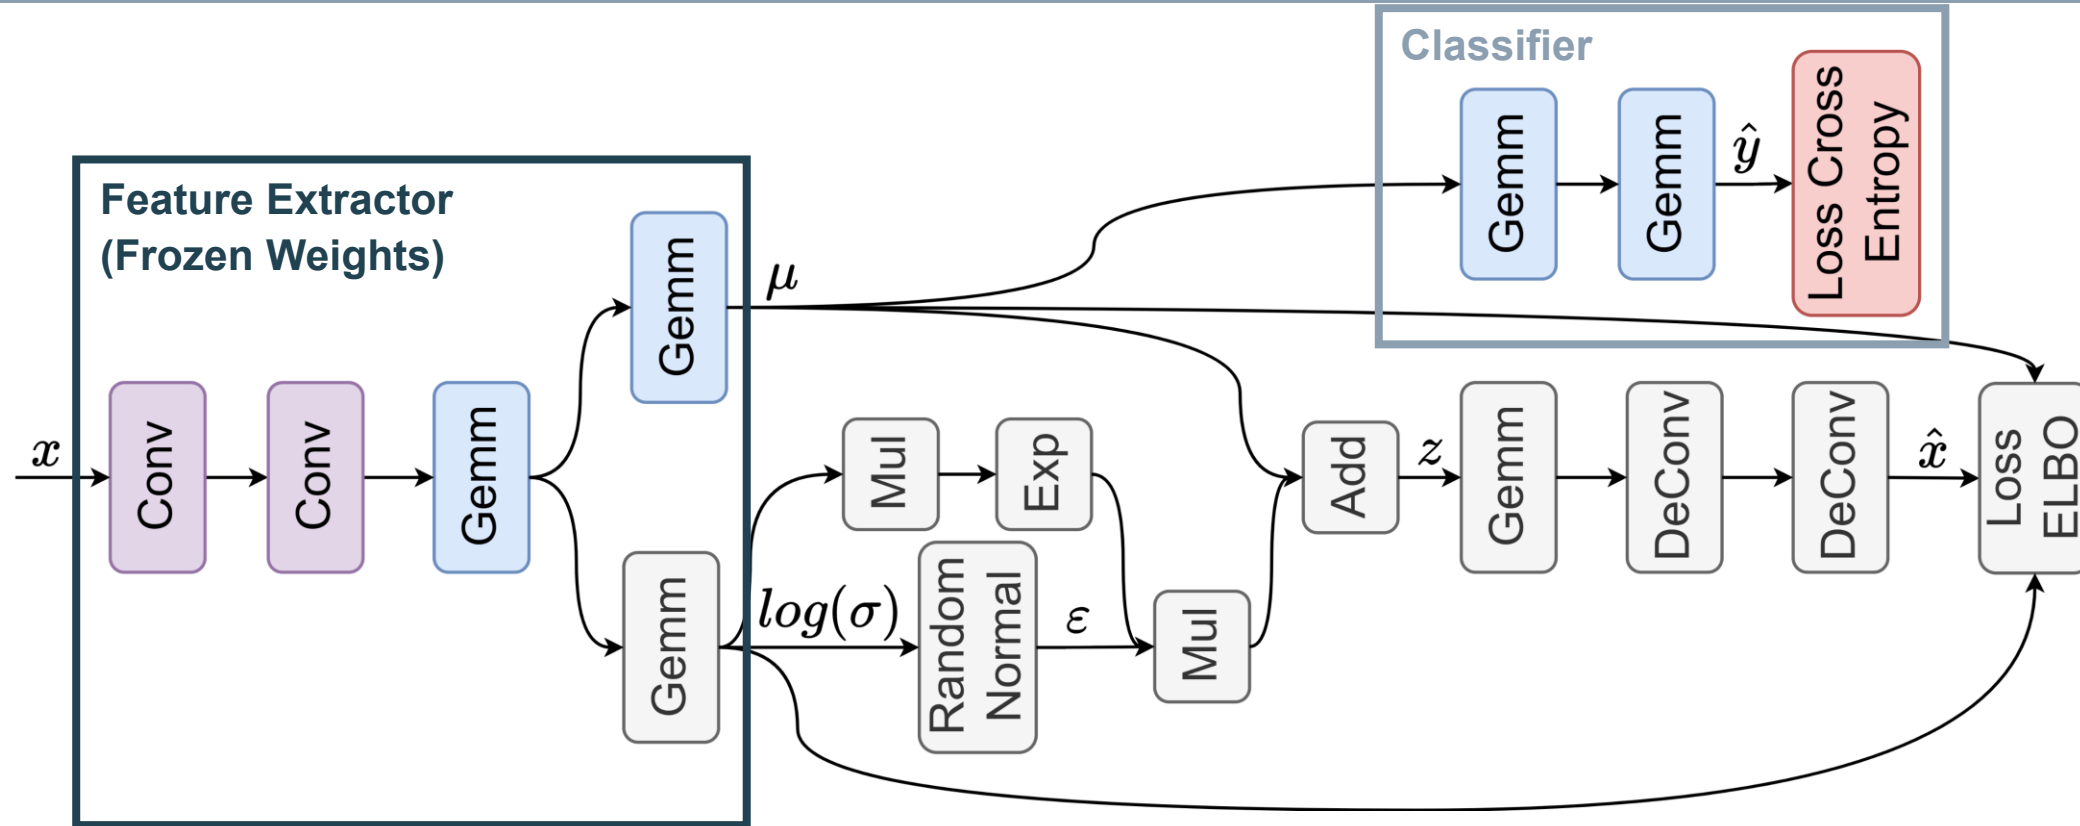 Classifier
Feature Extractor
(Frozen Weights)
Gemm
Gemm
ŷ
Loss Cross
Entropy
Gemm
μ
x
Conv
Conv
Gemm
Mul
Exp
Add
z
Gemm
DeConv
DeConv
x̂
Loss
ELBO
Gemm
log(σ)
Random
Normal
ε
Mul